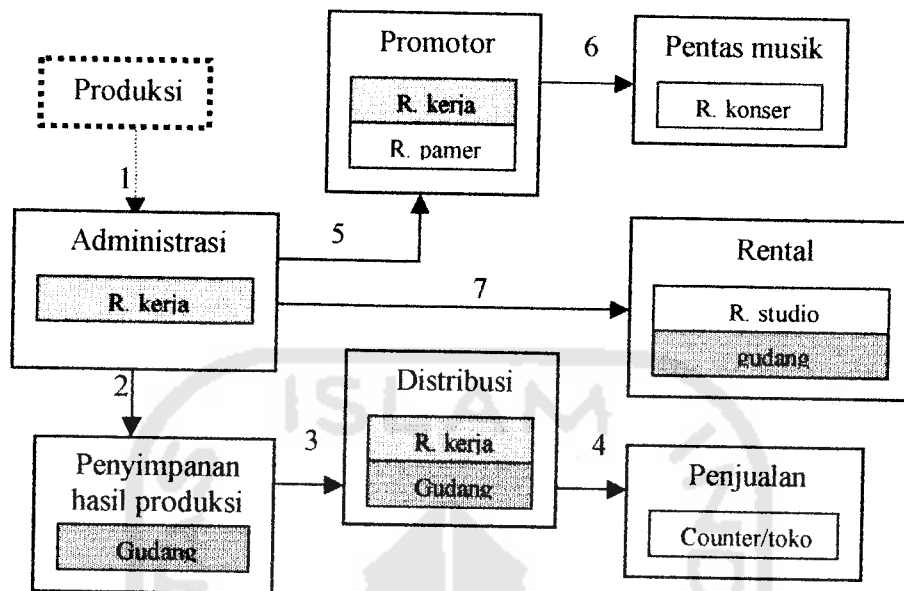 Promotor
R. kerja
R. pamer
6
Pentas musik
R. konser
Produksi
1
Administrasi
R. kerja
5
7
Rental
R. studio
gudang
2
Penyimpanan
hasil produksi
Gudang
3
Distribusi
R. kerja
Gudang
4
Penjualan
Counter/toko
ISLAM